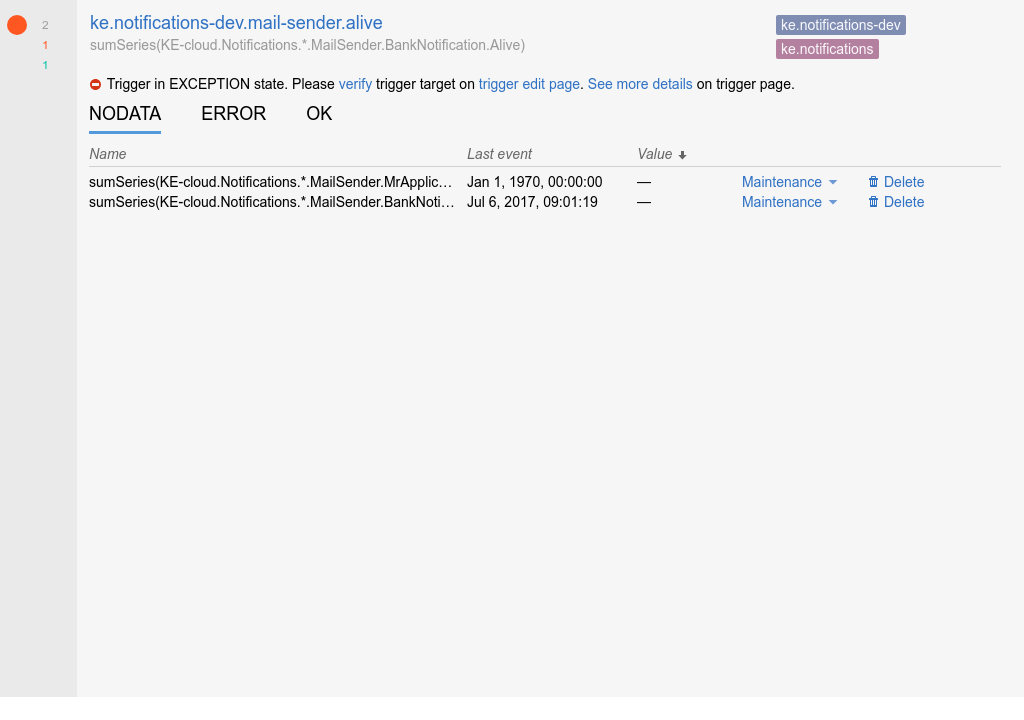 2
1
1
ke.notifications-dev.mail-sender.alive
sumSeries(KE-cloud.Notifications.*.MailSender.BankNotification.Alive)
ke.notifications-dev
ke.notifications
Trigger in EXCEPTION state. Please verify trigger target on trigger edit page. See more details on trigger page.
NODATA ERROR OK
Name Last event Value
sumSeries(KE-cloud.Notifications.*.MailSender.MrApplic… Jan 1, 1970, 00:00:00 — Maintenance Delete
sumSeries(KE-cloud.Notifications.*.MailSender.BankNoti… Jul 6, 2017, 09:01:19 — Maintenance Delete